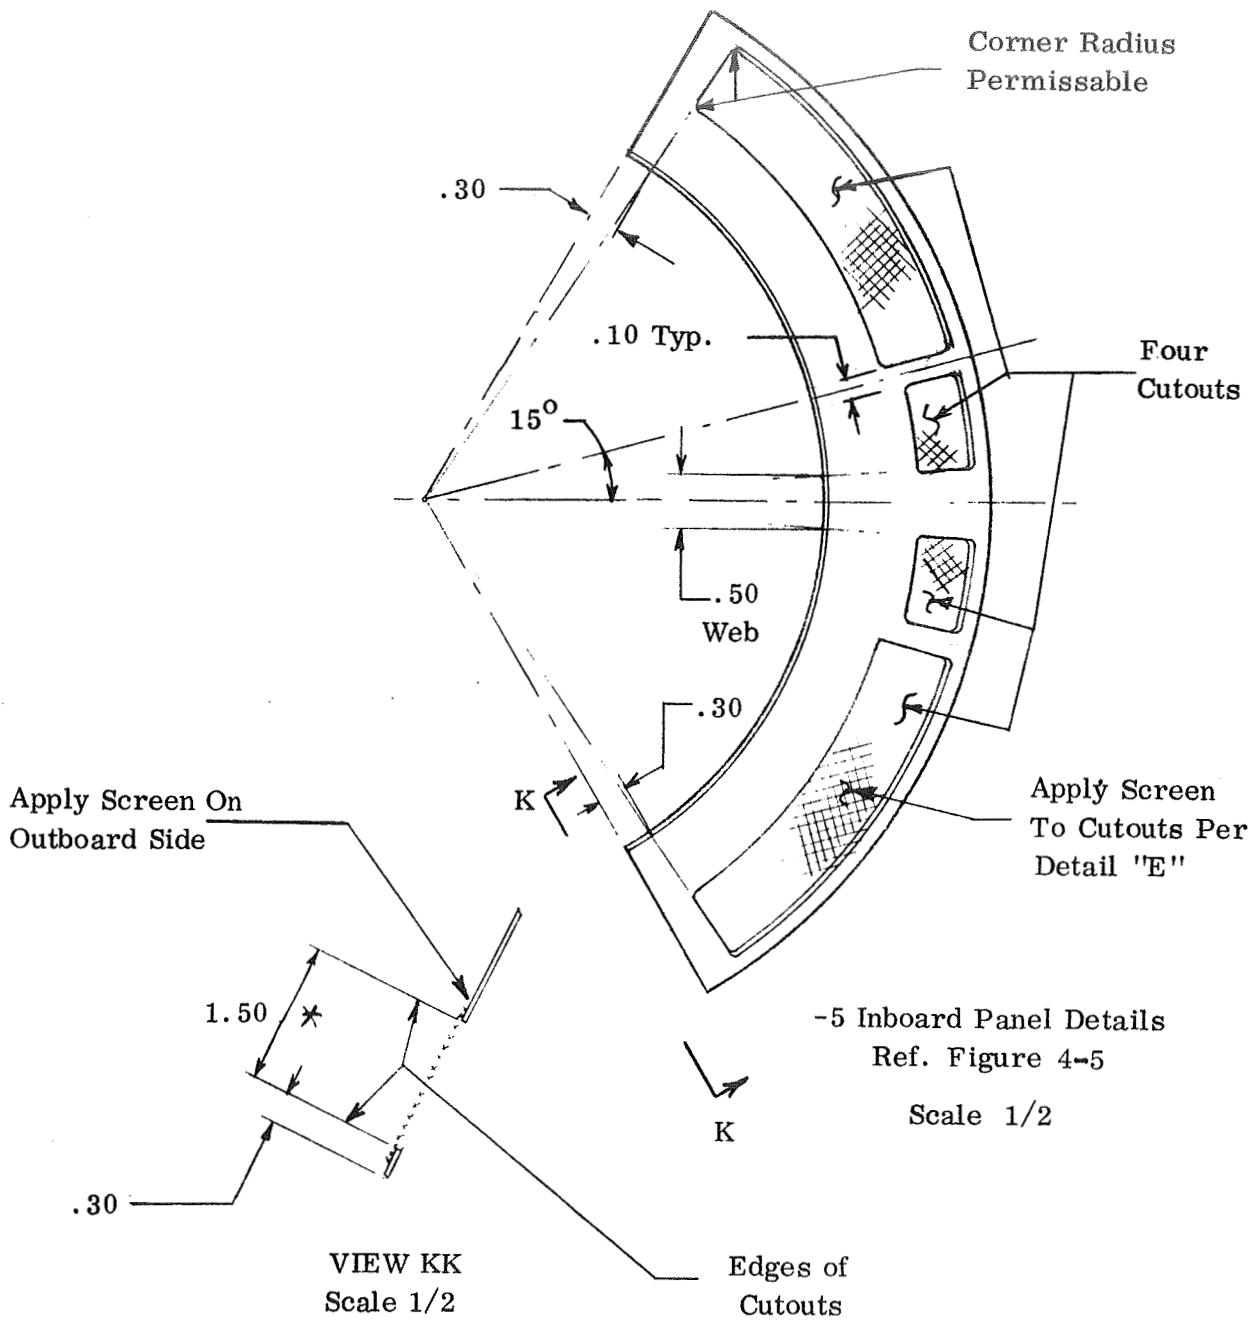 Corner Radius
Permissable
.30
.10 Typ.
Four
Cutouts
15°
.50
Web
.30
K
Apply Screen On
Outboard Side
Apply Screen
To Cutouts Per
Detail "E"
1.50 *
-5 Inboard Panel Details
Ref. Figure 4-5
Scale 1/2
K
.30
VIEW KK
Scale 1/2
Edges of
Cutouts